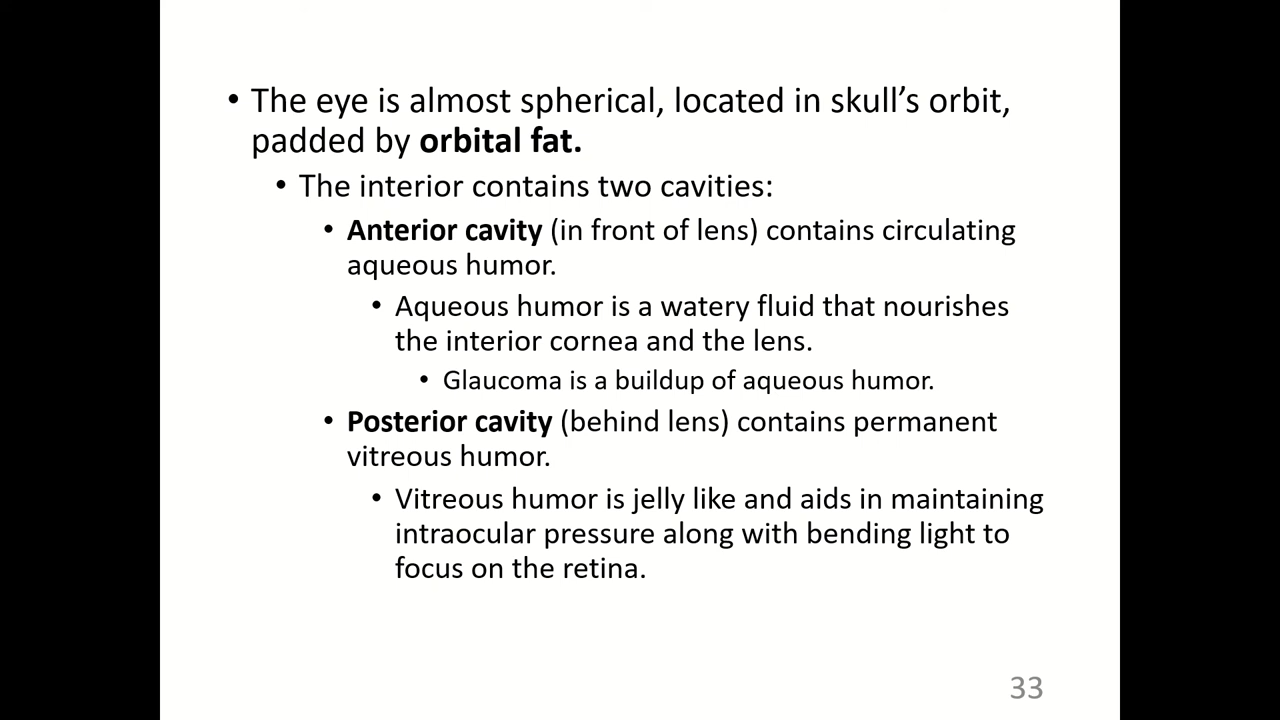 • The eye is almost spherical, located in skull’s orbit,
padded by orbital fat.
• The interior contains two cavities:
• Anterior cavity (in front of lens) contains circulating
aqueous humor.
• Aqueous humor is a watery fluid that nourishes
the interior cornea and the lens.
• Glaucoma is a buildup of aqueous humor.
• Posterior cavity (behind lens) contains permanent
vitreous humor.
• Vitreous humor is jelly like and aids in maintaining
intraocular pressure along with bending light to
focus on the retina.
33